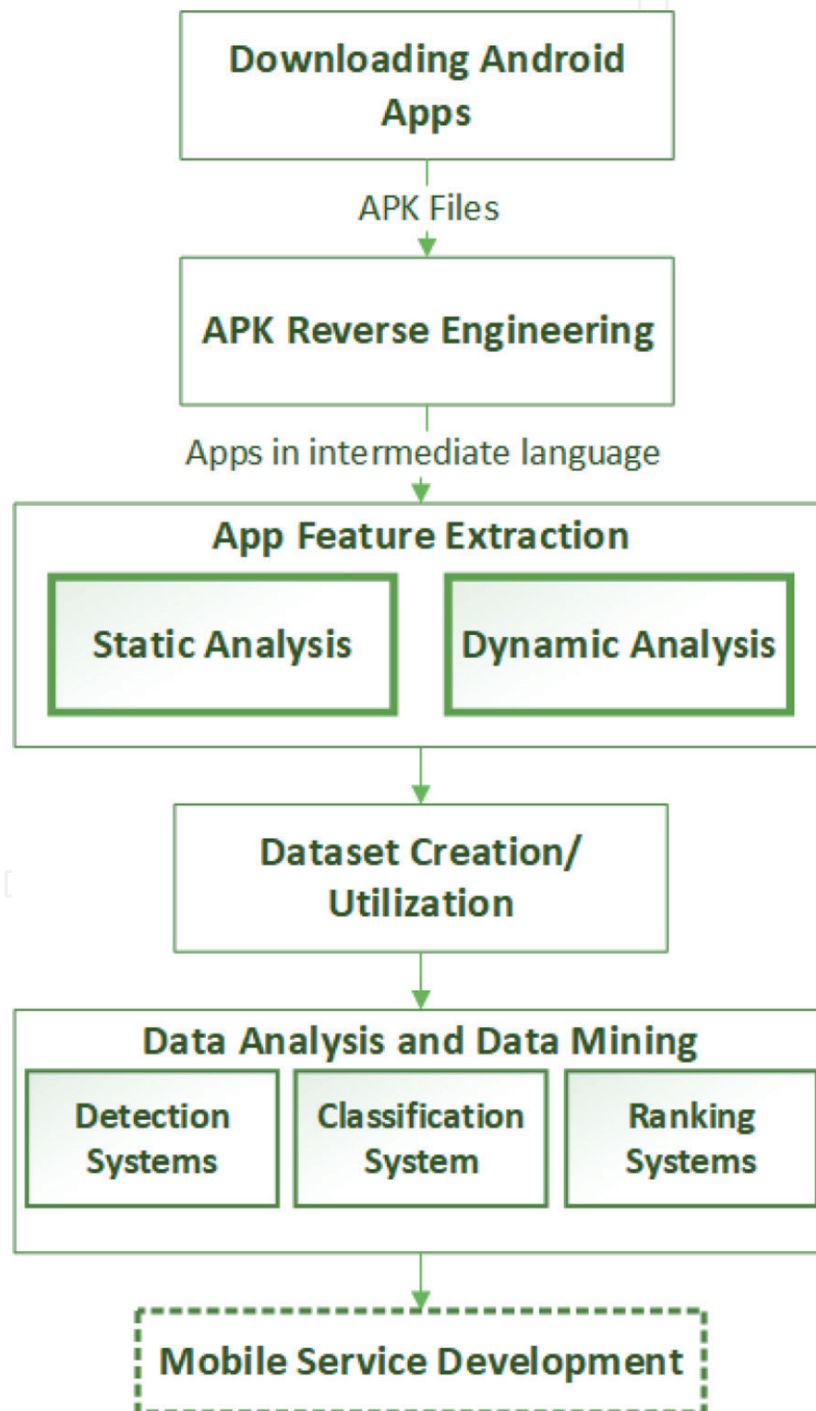 Downloading Android
Apps
APK Files
APK Reverse Engineering
Apps in intermediate language
App Feature Extraction
Static Analysis
Dynamic Analysis
Dataset Creation/
Utilization
Data Analysis and Data Mining
Detection
Systems
Classification
System
Ranking
Systems
Mobile Service Development